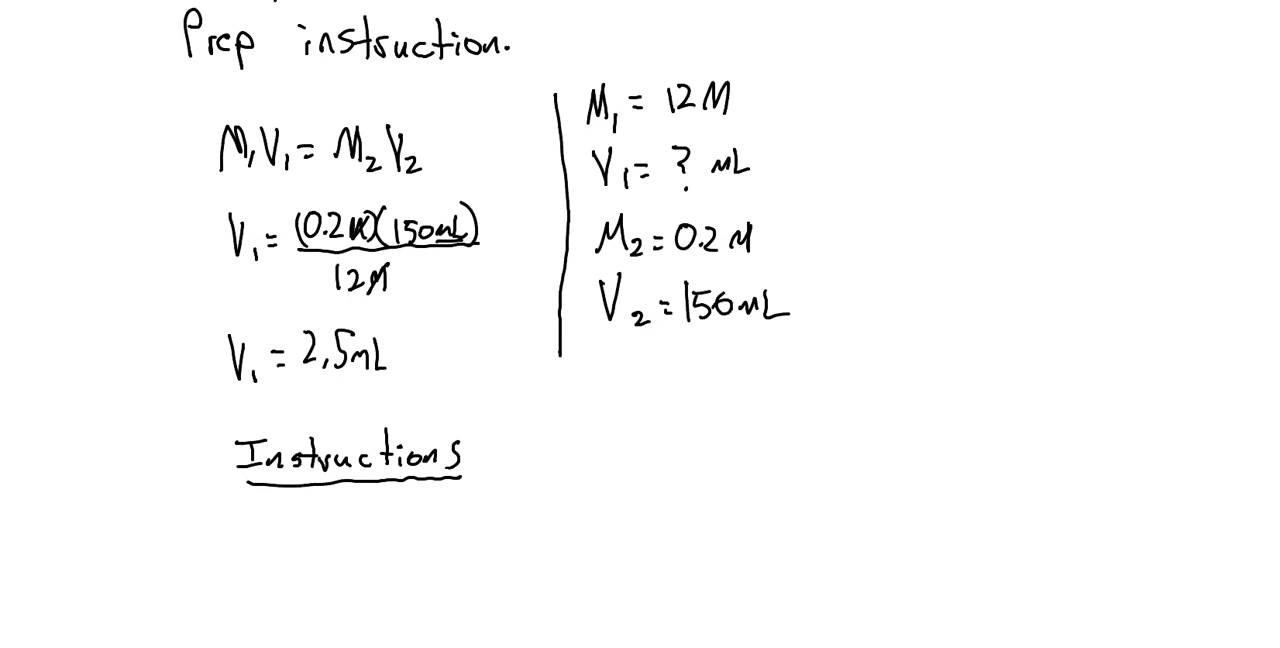 Prep instruction.
M₁V₁ = M₂V₂
V₁ = (0.2M)(150mL)
12M
V₁ = 2,5mL
Instructions
M₁ = 12M
V₁ = ? mL
M₂ = 0.2M
V₂ = 150mL